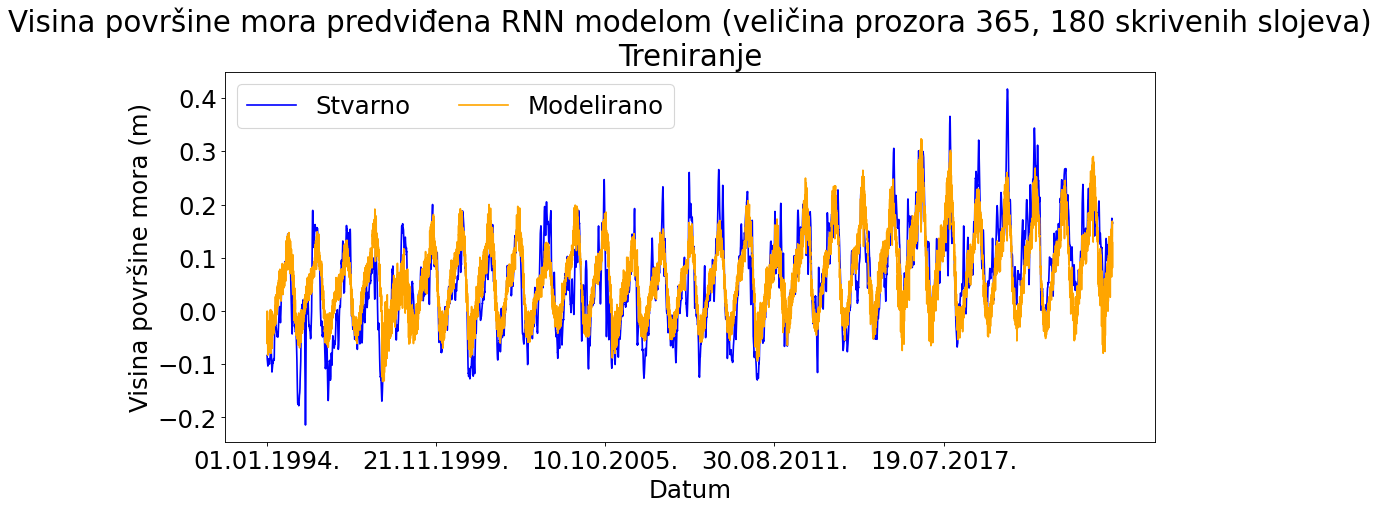 Visina površine mora predviđena RNN modelom (veličina prozora 365, 180 skrivenih slojeva)
Treniranje
Stvarno Modelirano
Visina površine mora (m)
0.4
0.3
0.2
0.1
0.0
−0.1
−0.2
01.01.1994. 21.11.1999. 10.10.2005. 30.08.2011. 19.07.2017.
Datum